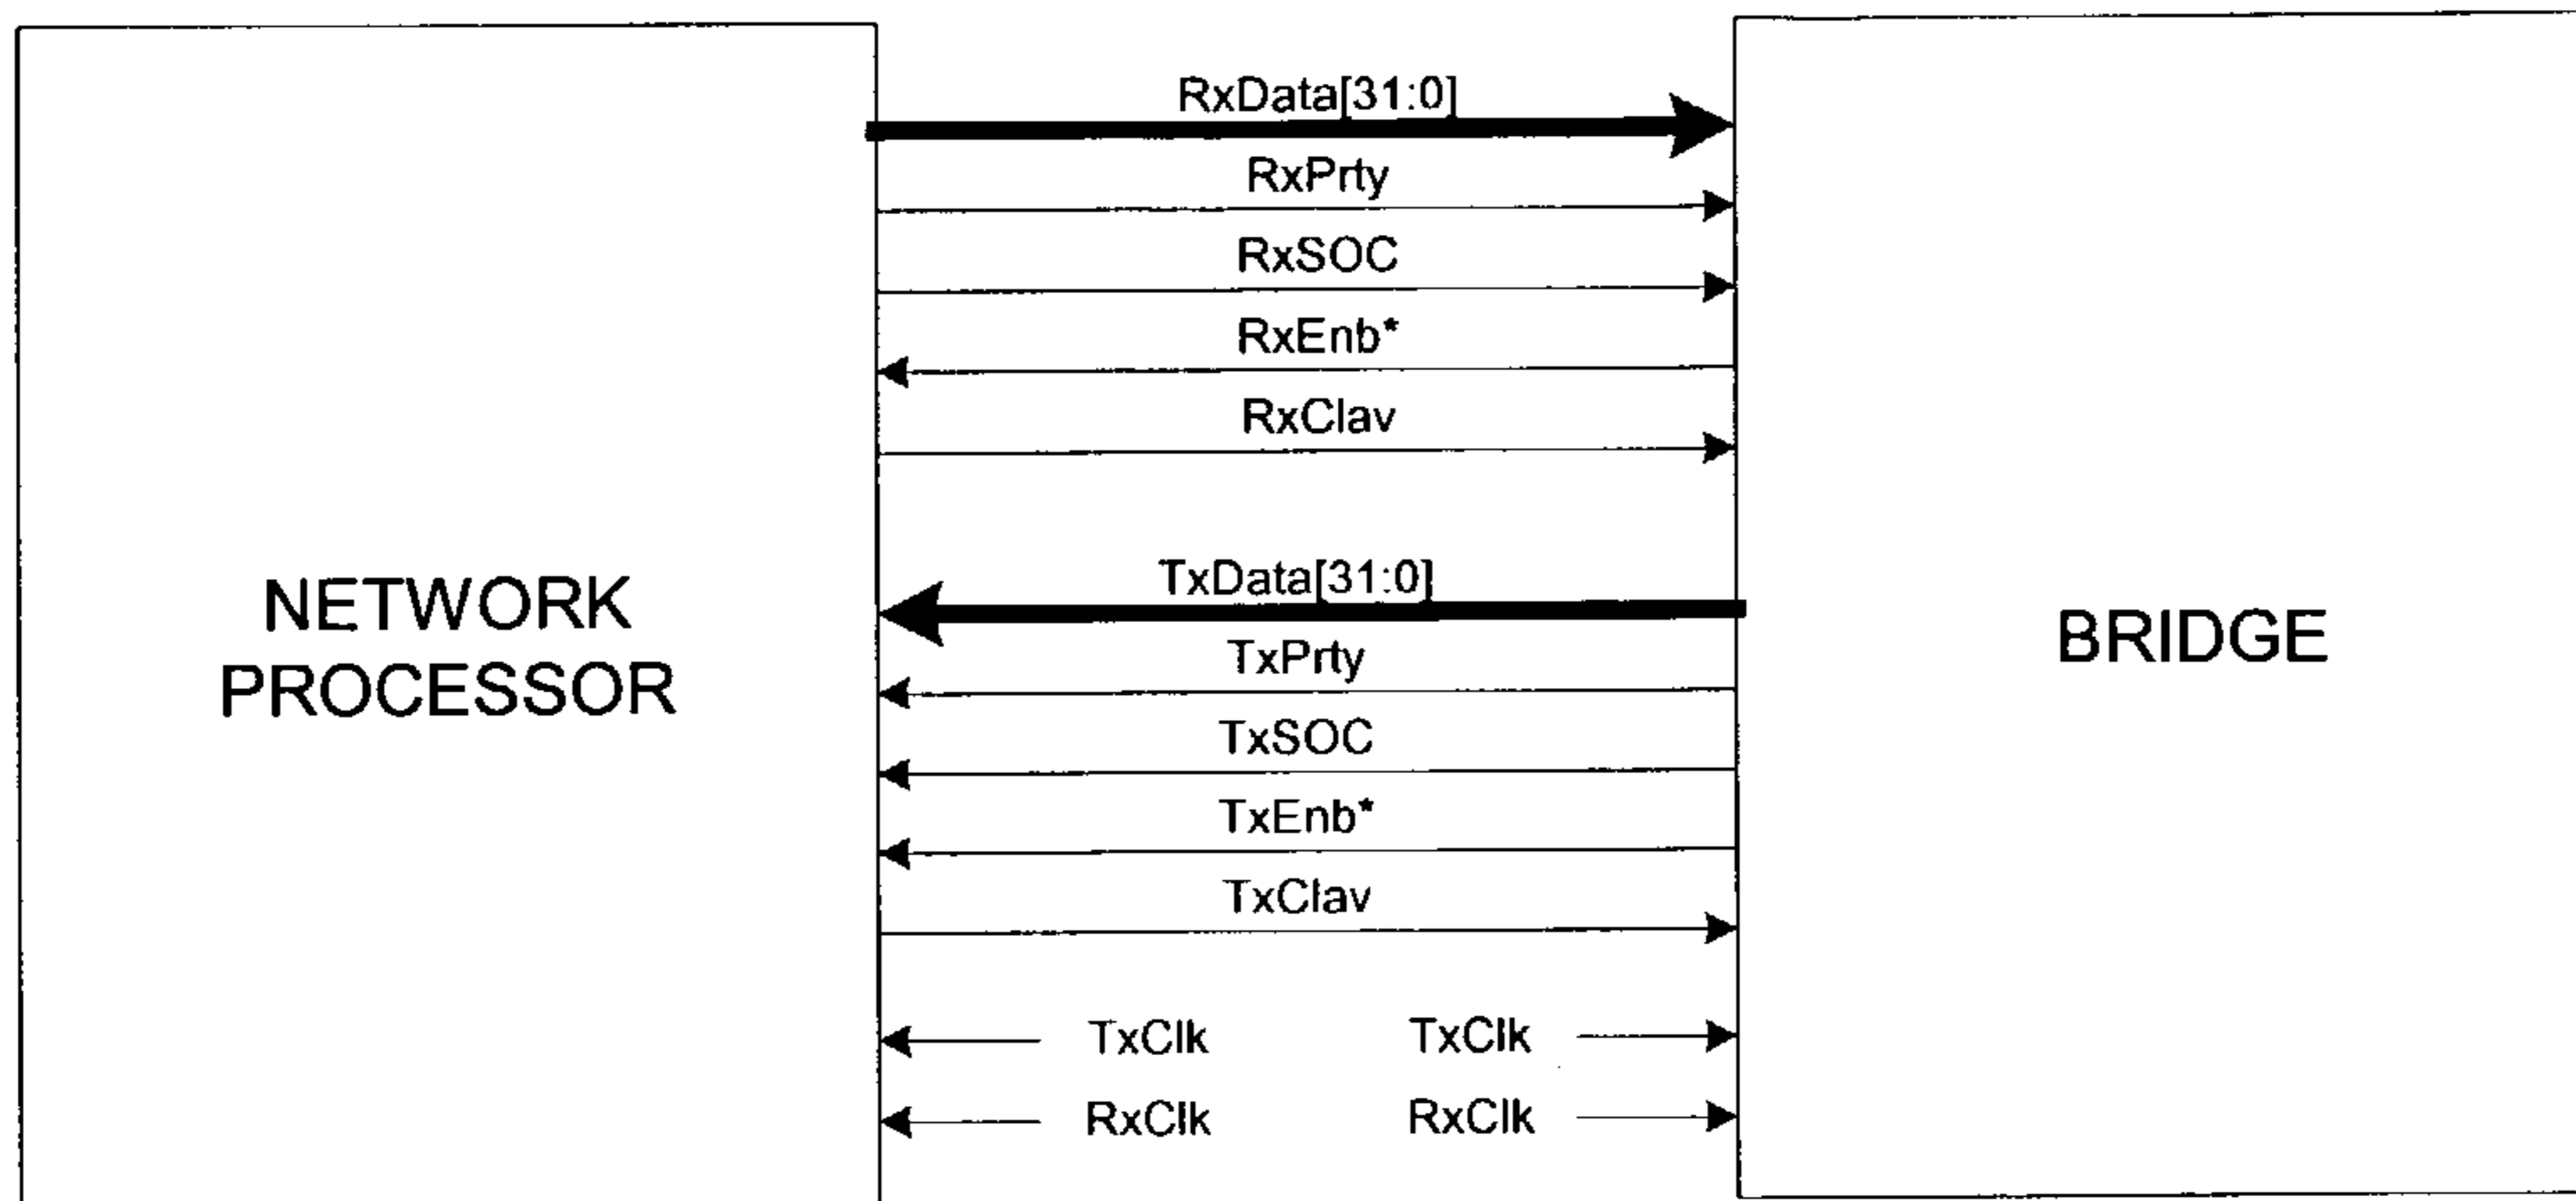 RxData[31:0]
RxPrty
RxSOC
RxEnb*
RxClav
NETWORK
PROCESSOR
TxData[31:0]
TxPrty
TxSOC
TxEnb*
TxClav
BRIDGE
TxClk TxClk
RxClk RxClk